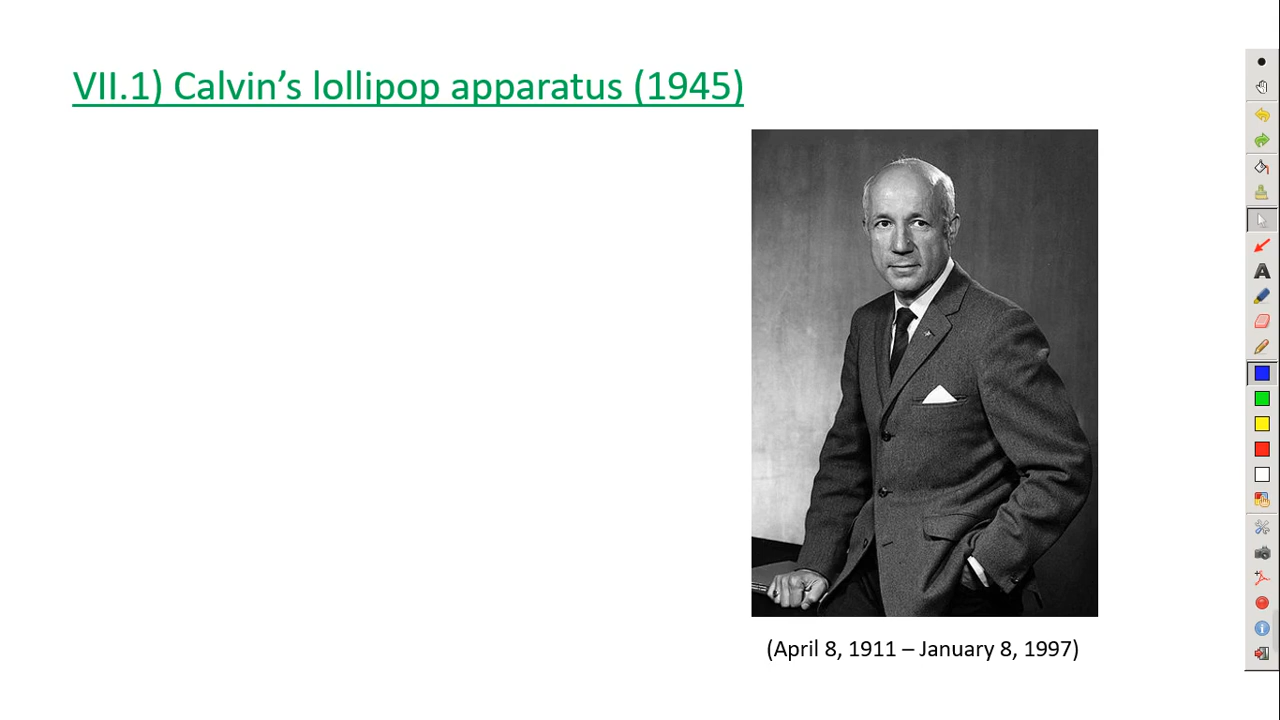 VII.1) Calvin’s lollipop apparatus (1945)
(April 8, 1911 – January 8, 1997)